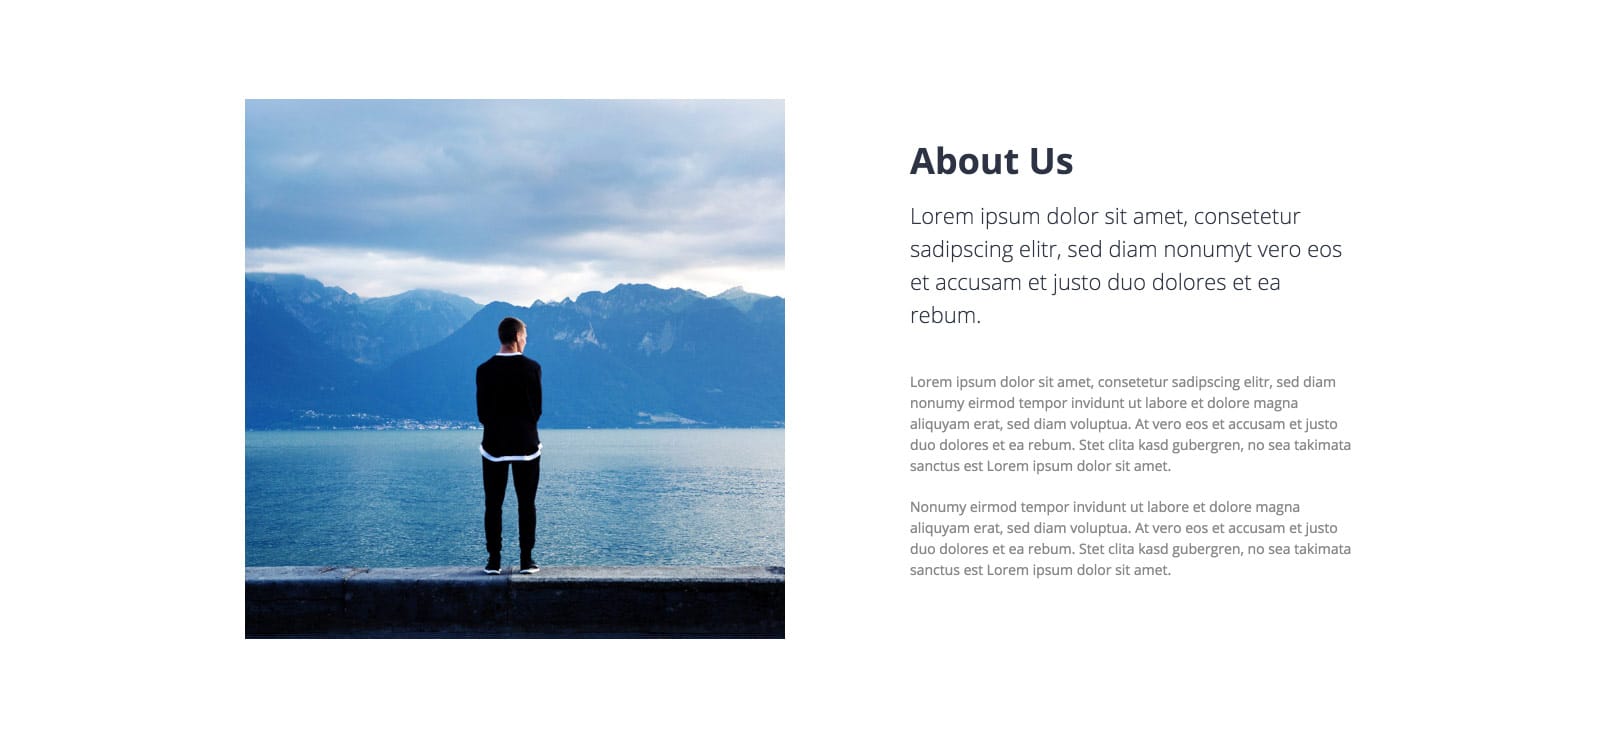 About Us
Lorem ipsum dolor sit amet, consetetur
sadipscing elitr, sed diam nonumyt vero eos
et accusam et justo duo dolores et ea
rebum.
Lorem ipsum dolor sit amet, consetetur sadipscing elitr, sed diam
nonumy eirmod tempor invidunt ut labore et dolore magna
aliquyam erat, sed diam voluptua. At vero eos et accusam et justo
duo dolores et ea rebum. Stet clita kasd gubergren, no sea takimata
sanctus est Lorem ipsum dolor sit amet.
Nonumy eirmod tempor invidunt ut labore et dolore magna
aliquyam erat, sed diam voluptua. At vero eos et accusam et justo
duo dolores et ea rebum. Stet clita kasd gubergren, no sea takimata
sanctus est Lorem ipsum dolor sit amet.